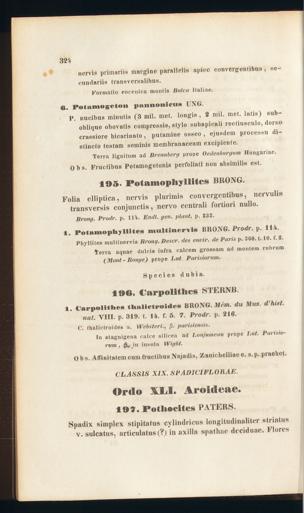 324
nervis primariis margine parallelis apice convergentibus, secundariis transversalibus.
Formatio eocenica montis Bolca Italiae.
6. Potamogeton pannonicus UNG.
P. nucibus minutis (3 mil. met. longis, 2 mil. met. latis) sub-
oblique obovatis compressis, stylo subapicali rectiusculo, dorso
crassiore bicarinato, putamine osseo, ejusdem processu di-
stincto testam seminis membranaceam excipiente.
Terra lignitum ad Brennberg prope Oedenburgum Hungariae.
Obs. Fructibus Potamogetonis perfoliati non absimilis est.
195. Potamophyllites BRONG.
Folia elliptica, nervis plurimis convergentibus, nervulis
transversis conjunctis, nervo centrali fortiori nullo.
Brong. Prodr. p. 114. Endl. gen. plant. p. 232.
1. Potamophyllites multinervis BRONG. Prodr. p. 114.
Phyllites multinervis Brong. Descr. des envir. de Paris p. 360. t. 10. f. 2.
Terra aquae dulcis infra calcem grossam ad montem rubrum
(Mont-Rouge) prope Lut. Parisiorum.
Species dubia.
196. Carpolithes STERNB.
1. Carpolithes thalictroides BRONG. Mém. du Mus. d'hist.
nat. VIII. p. 319. t. 14. f. 5. 7. Prodr. p. 216.
C. thalictroides α. Websteri., β. parisiensis.
In stagnigena calce silicea ad Lonjumeau prope Lut. Parisio-
rum, in insula Wight.
Obs. Affinitatem cum fructibus Najadis, Zanichelliae e. s. p. praebet.
CLASSIS XIX. SPADICIFLORAE.
Ordo XLI. Aroideae.
197. Pothocites PATERS.
Spadix simplex stipitatus cylindricus longitudinaliter striatus
v. sulcatus, articulatus (?) in axilla spathae deciduae. Flores